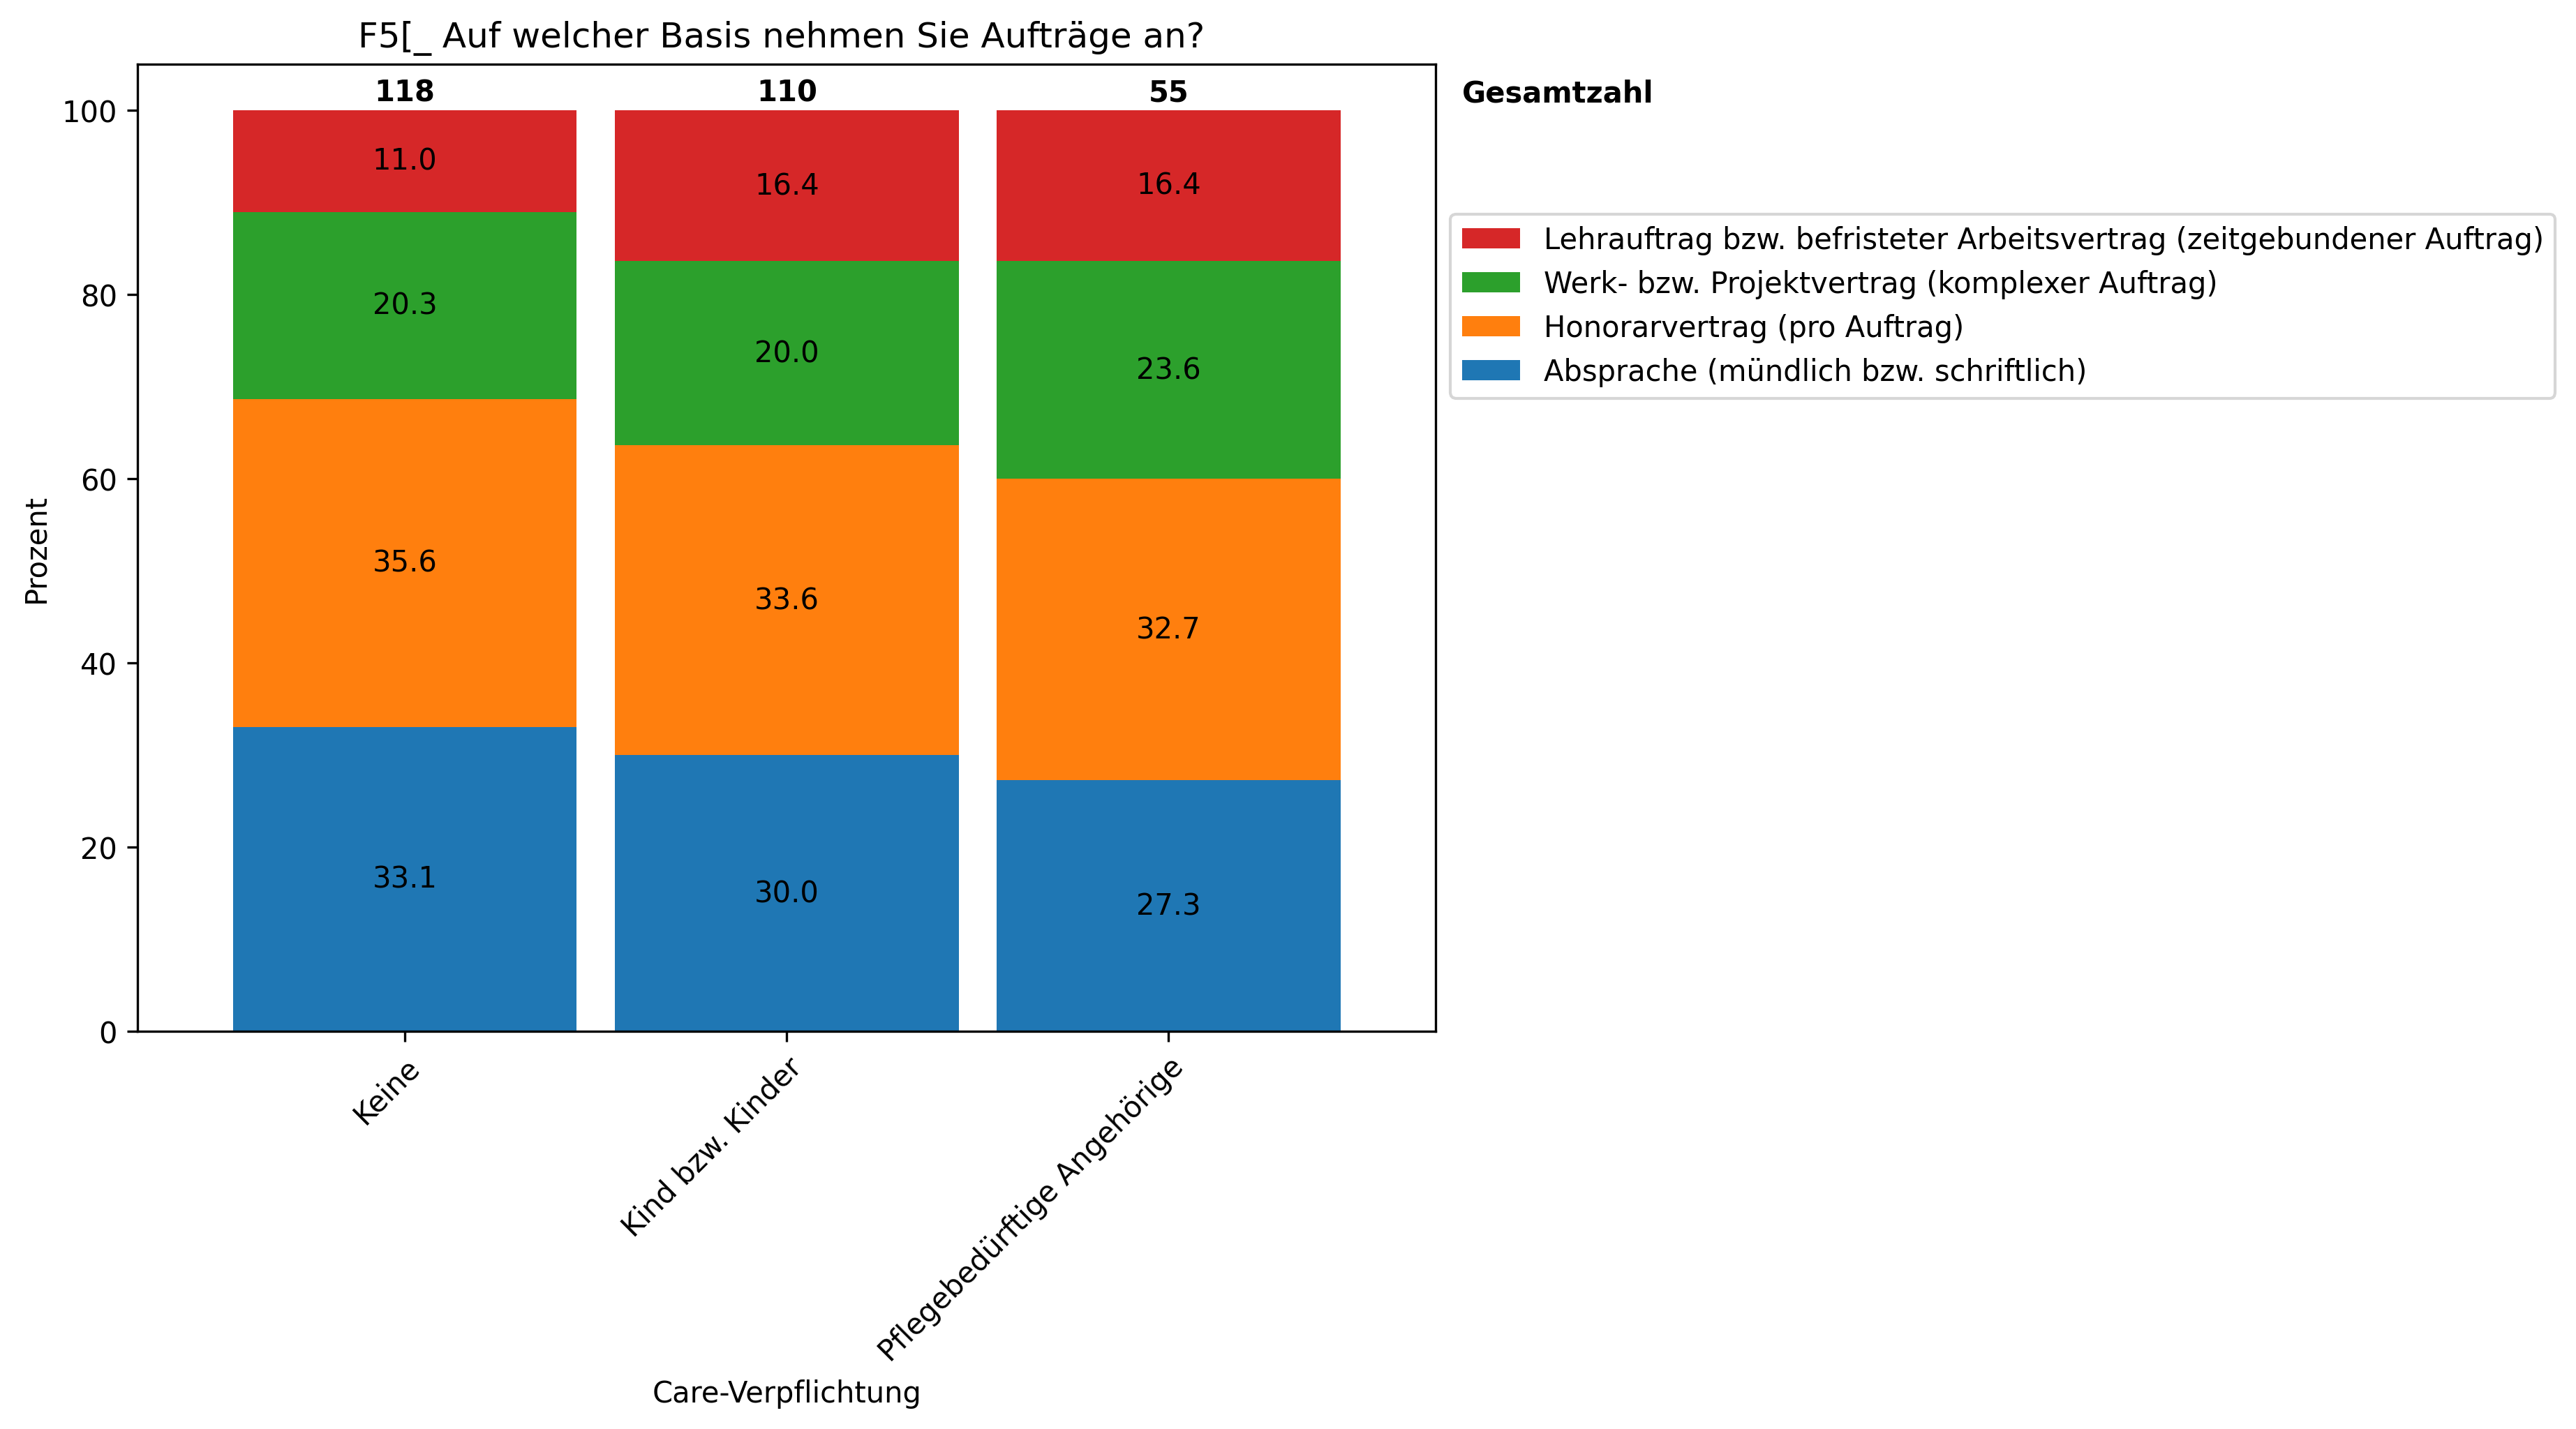 F5[_ Auf welcher Basis nehmen Sie Aufträge an?
118 110 55 Gesamtzahl
100
80
60
40
20
0
Prozent
11.0 16.4 16.4
20.3 20.0 23.6
35.6 33.6 32.7
33.1 30.0 27.3
Lehrauftrag bzw. befristeter Arbeitsvertrag (zeitgebundener Auftrag)
Werk- bzw. Projektvertrag (komplexer Auftrag)
Honorarvertrag (pro Auftrag)
Absprache (mündlich bzw. schriftlich)
Keine
Kind bzw. Kinder
Pflegebedürftige Angehörige
Care-Verpflichtung